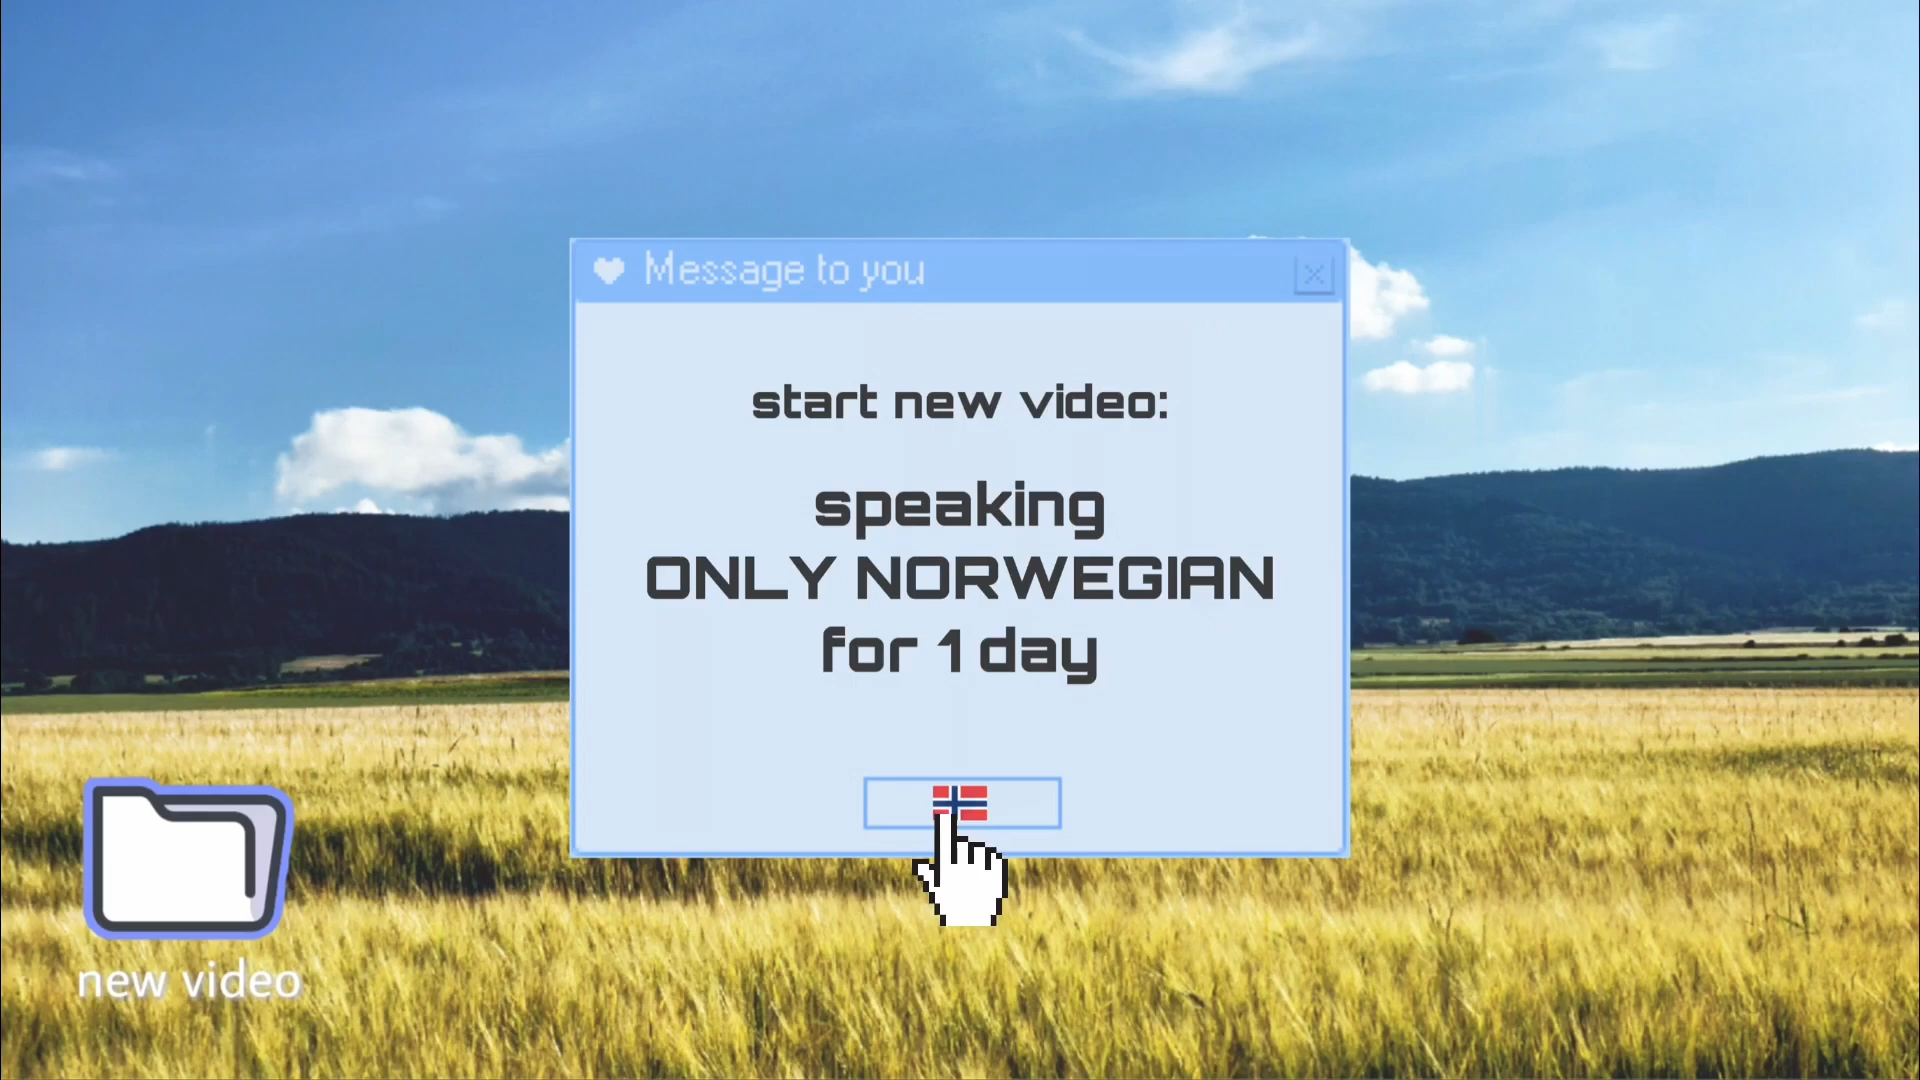 Message to you
start new video:
speaking
ONLY NORWEGIAN
for 1 day
new video